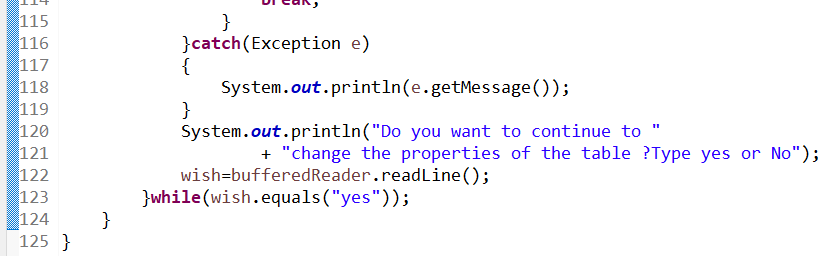 114 break;
115 }
116 }catch(Exception e)
117 {
118 System.out.println(e.getMessage());
119 }
120 System.out.println("Do you want to continue to "
121 + "change the properties of the table ?Type yes or No");
122 wish=bufferedReader.readLine();
123 }while(wish.equals("yes"));
124 }
125 }